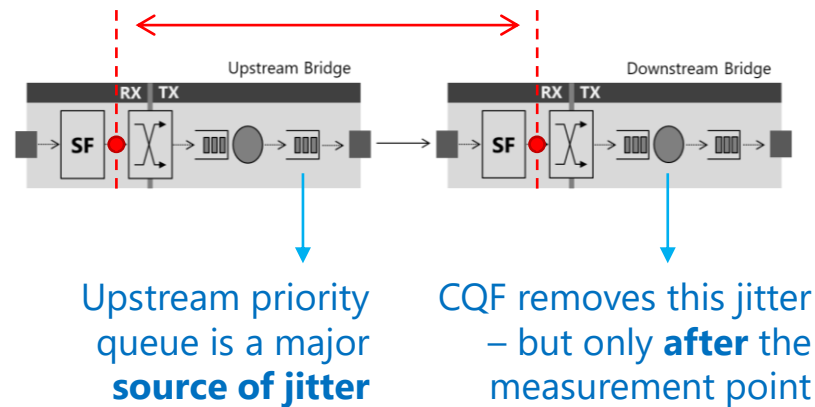 Upstream Bridge
RX TX
SF
Downstream Bridge
RX TX
SF
Upstream priority
queue is a major
source of jitter
CQF removes this jitter
– but only after the
measurement point